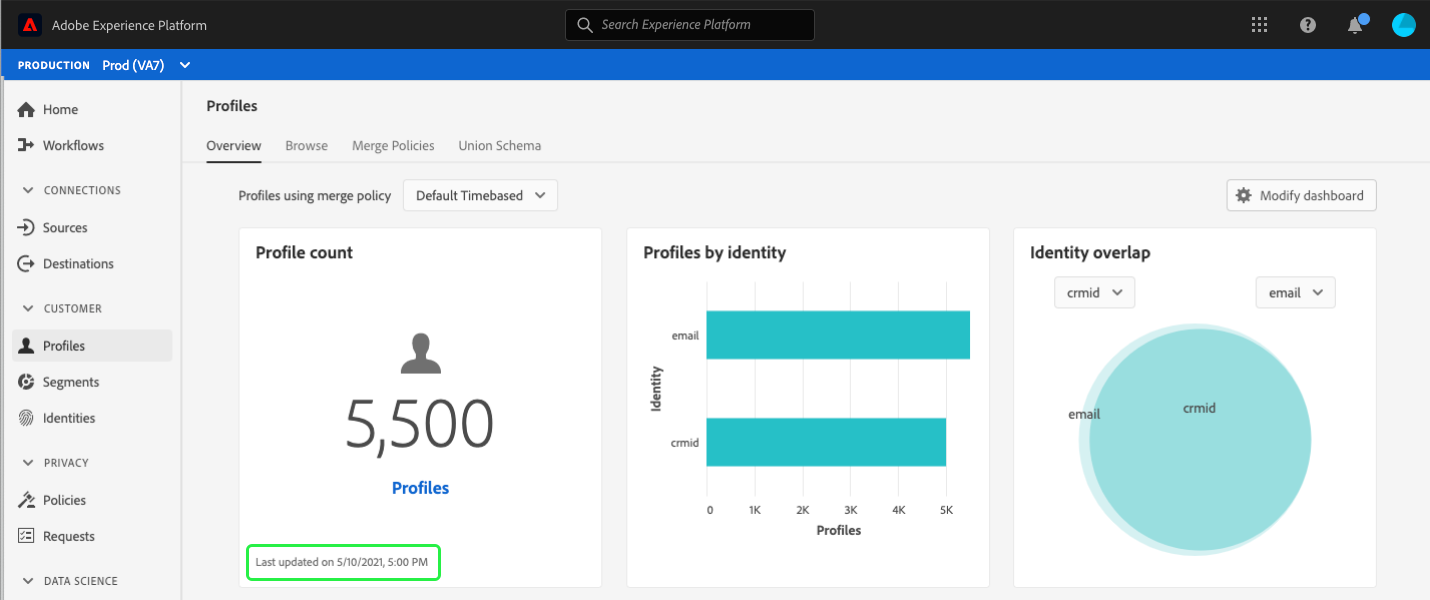 Adobe Experience Platform
Search Experience Platform
PRODUCTION Prod (VA7)
Home
Workflows
CONNECTIONS
Sources
Destinations
CUSTOMER
Profiles
Segments
Identities
PRIVACY
Policies
Requests
DATA SCIENCE
Profiles
Overview Browse Merge Policies Union Schema
Profiles using merge policy Default Timebased
Modify dashboard
Profile count
5,500
Profiles
Last updated on 5/10/2021, 5:00 PM
Profiles by identity
Identity
email
crmid
0 1K 2K 3K 4K 5K
Profiles
Identity overlap
crmid email
email crmid